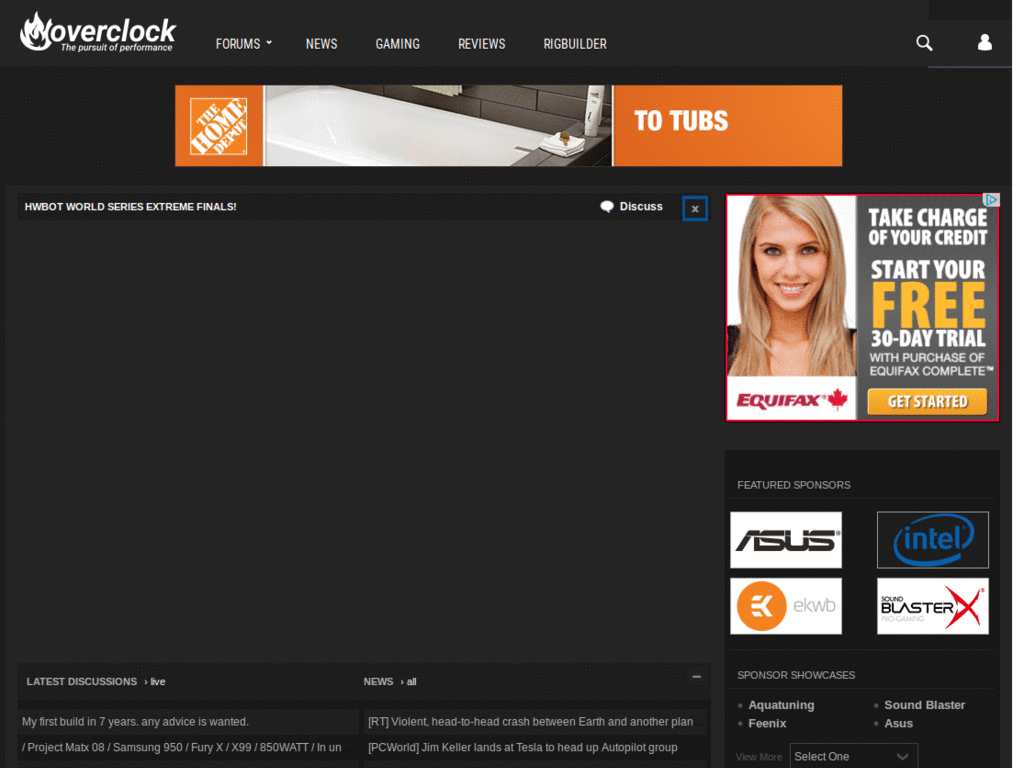 overclock
The pursuit of performance
FORUMS NEWS GAMING REVIEWS RIGBUILDER
THE HOME DEPOT
TO TUBS
HWBOT WORLD SERIES EXTREME FINALS!
Discuss
x
TAKE CHARGE
OF YOUR CREDIT
START YOUR
FREE
30-DAY TRIAL
WITH PURCHASE OF
EQUIFAX COMPLETE™
EQUIFAX®
GET STARTED
FEATURED SPONSORS
ASUS®
intel®
ekwb
SOUND
BLASTERX®
PRO-GAMING
LATEST DISCUSSIONS › live
NEWS › all
My first build in 7 years. any advice is wanted.
[RT] Violent, head-to-head crash between Earth and another plan
/ Project Matx 08 / Samsung 950 / Fury X / X99 / 850WATT / In un
[PCWorld] Jim Keller lands at Tesla to head up Autopilot group
SPONSOR SHOWCASES
• Aquatuning
• Sound Blaster
• Feenix
• Asus
View More Select One